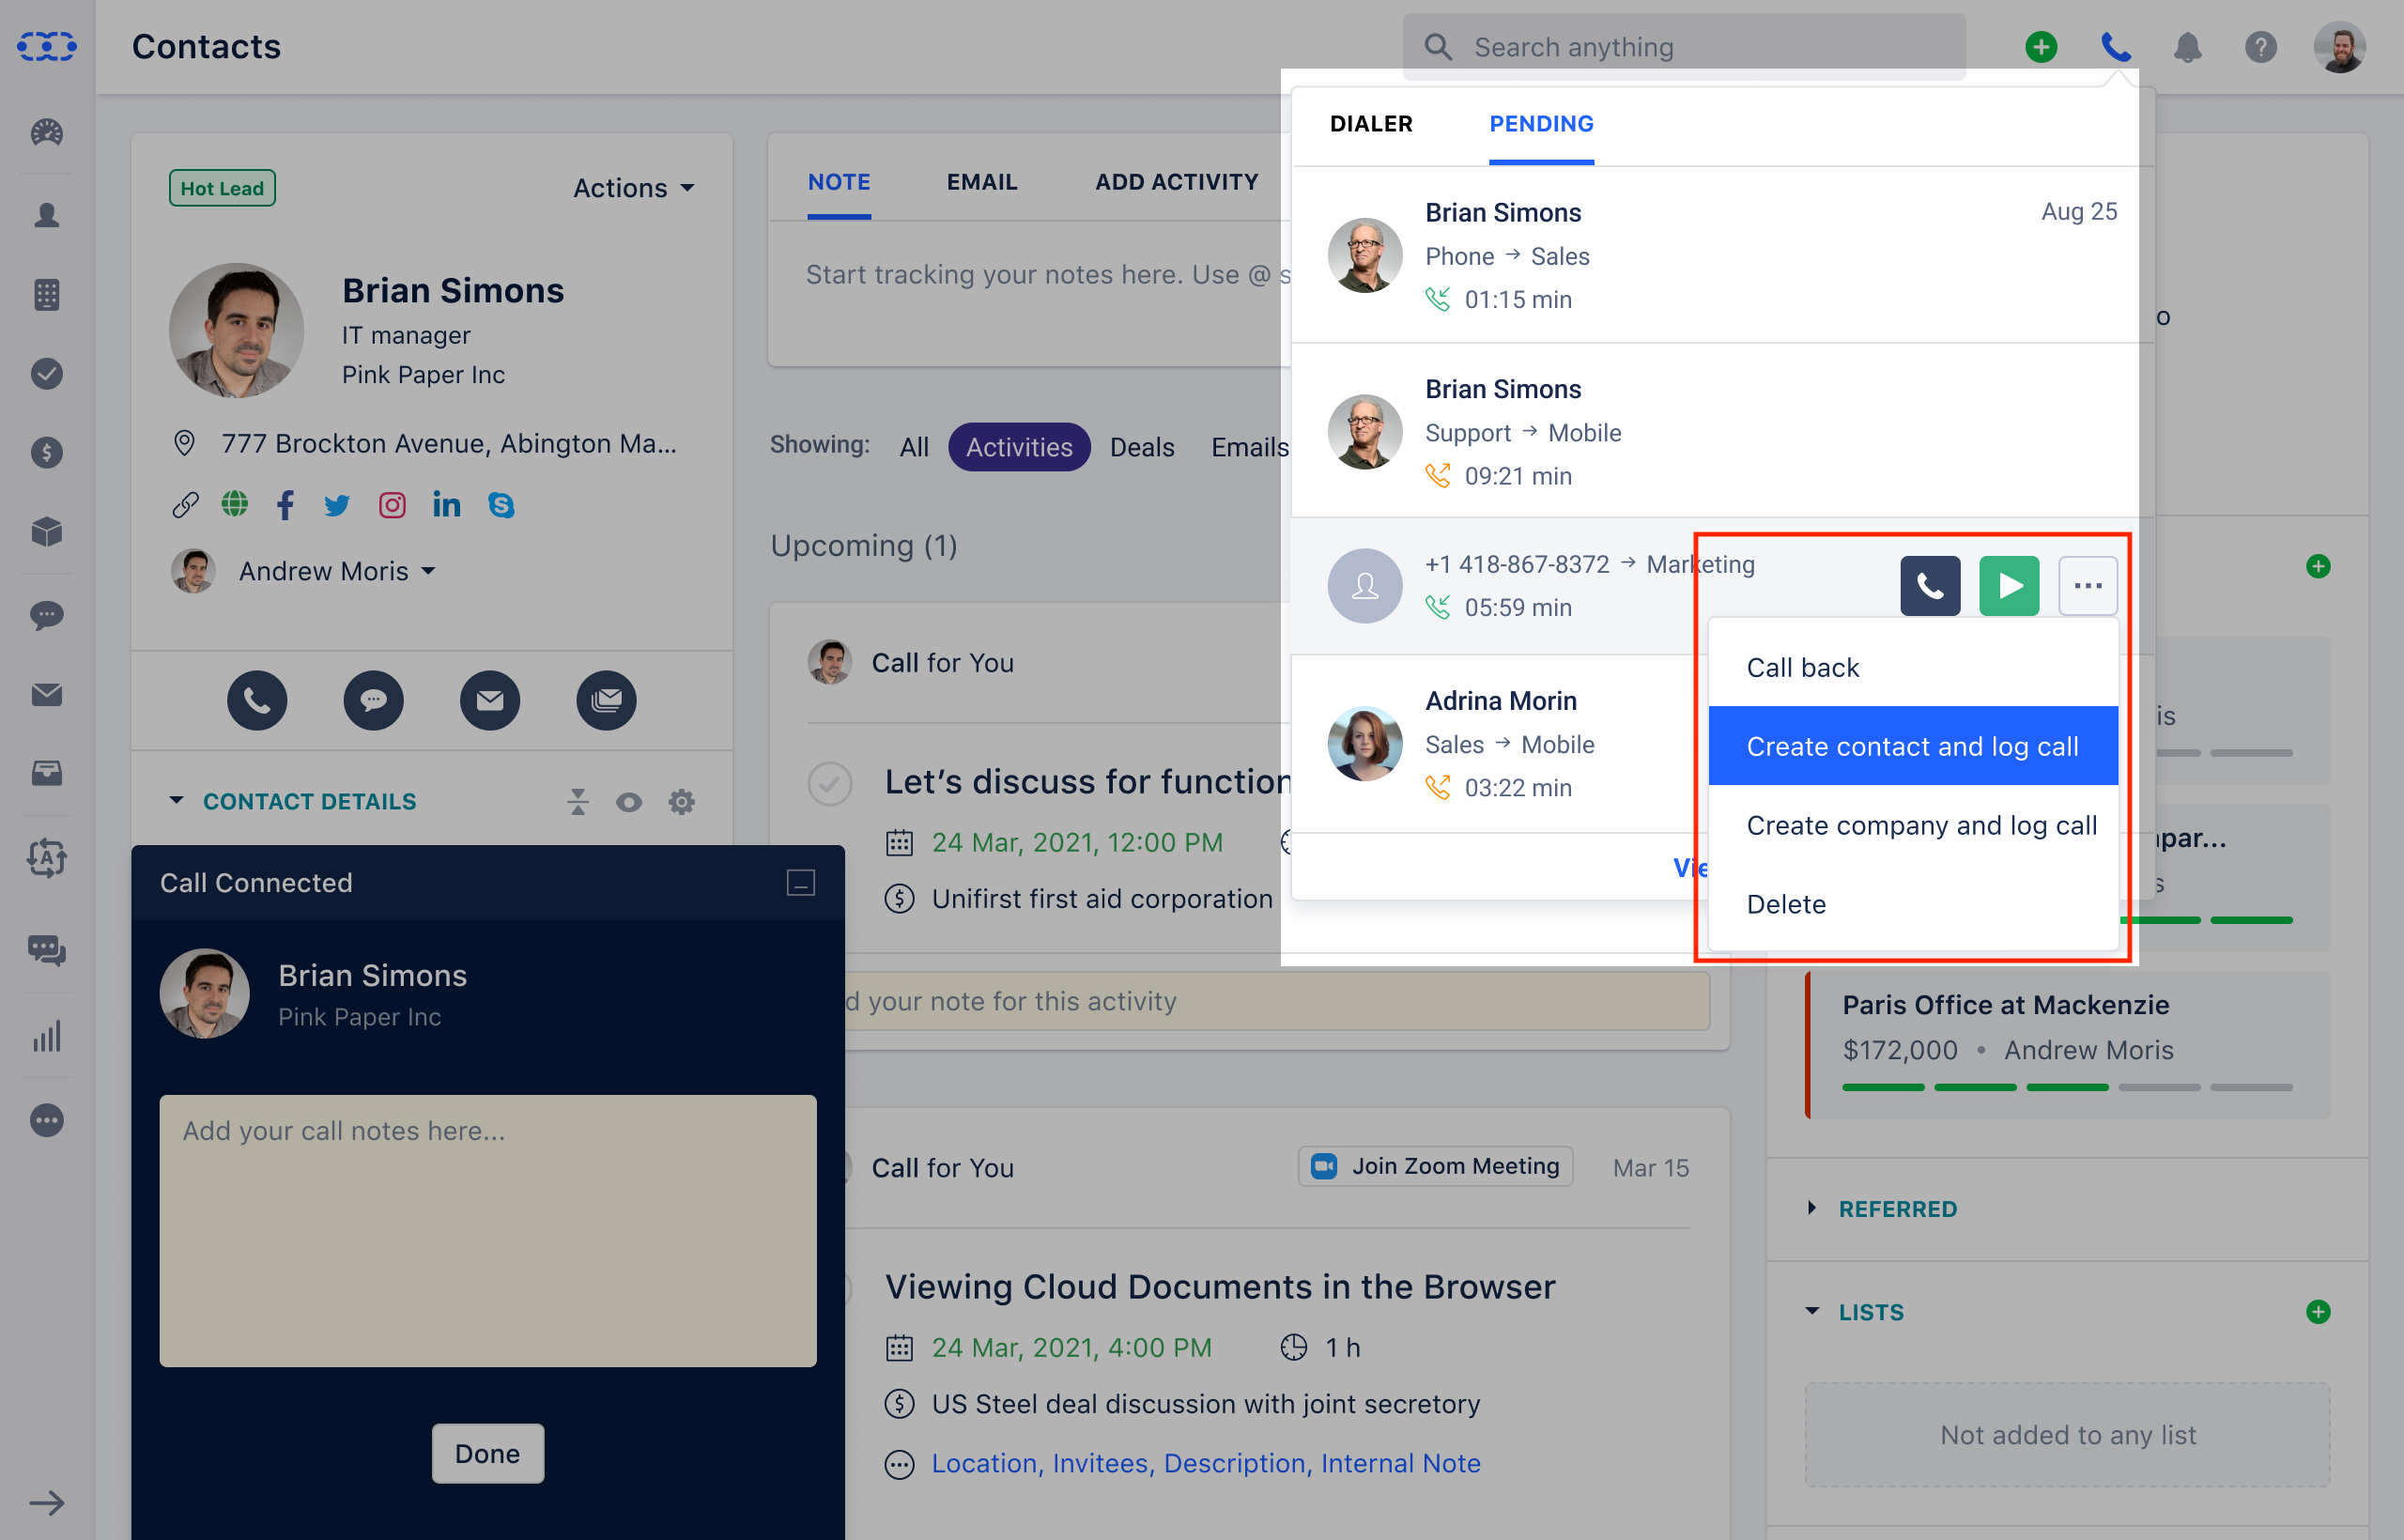 Contacts
Search anything
Hot Lead
Actions
Brian Simons
IT manager
Pink Paper Inc
777 Brockton Avenue, Abington Ma...
Andrew Moris
CONTACT DETAILS
Call Connected
Brian Simons
Pink Paper Inc
Add your call notes here...
Done
NOTE EMAIL ADD ACTIVITY
Start tracking your notes here. Use @ s
Showing: All Activities Deals Emails
Upcoming (1)
Call for You
Let's discuss for function
24 Mar, 2021, 12:00 PM
Unifirst first aid corporation
d your note for this activity
Call for You
Join Zoom Meeting
Mar 15
Viewing Cloud Documents in the Browser
24 Mar, 2021, 4:00 PM
1 h
US Steel deal discussion with joint secretory
Location, Invitees, Description, Internal Note
DIALER PENDING
Brian Simons
Aug 25
Phone → Sales
01:15 min
Brian Simons
Support → Mobile
09:21 min
+1 418-867-8372 → Marketing
05:59 min
Adrina Morin
Sales → Mobile
03:22 min
Vie
Call back
Create contact and log call
Create company and log call
Delete
o
is
par...
s
Paris Office at Mackenzie
$172,000 • Andrew Moris
REFERRED
LISTS
Not added to any list